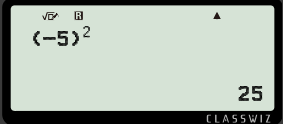 √▱ R ▲
(−5)²
25
CLASSWIZ